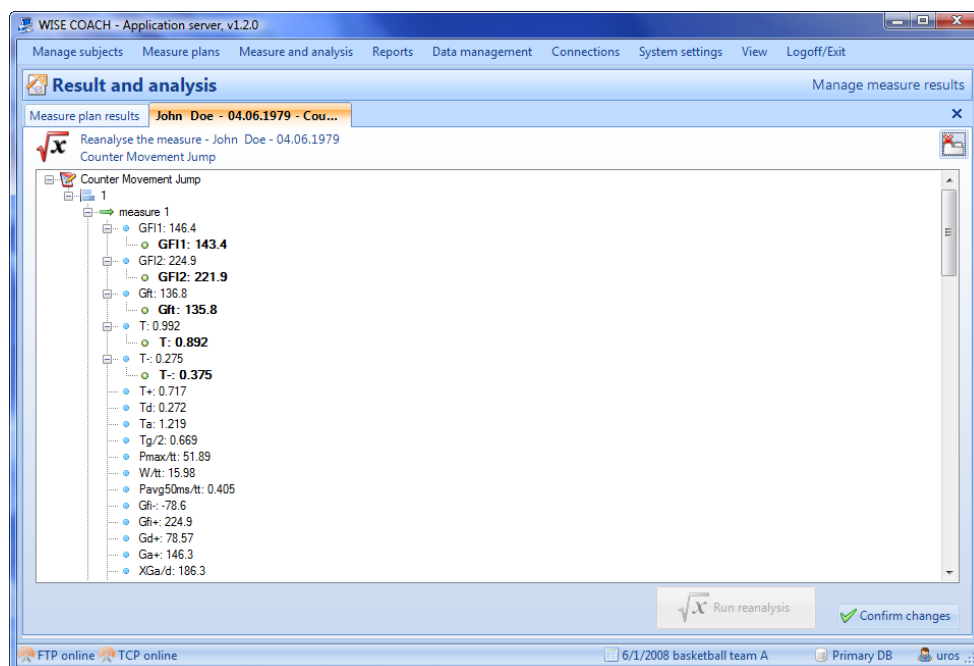 WISE COACH - Application server, v1.2.0
Manage subjects Measure plans Measure and analysis Reports Data management Connections System settings View Logoff/Exit
Result and analysis Manage measure results
Measure plan results John Doe - 04.06.1979 - Cou...
Reanalyse the measure - John Doe - 04.06.1979
Counter Movement Jump
Counter Movement Jump
1
measure 1
GFI1: 146.4
GFI1: 143.4
GFI2: 224.9
GFI2: 221.9
Gft: 136.8
Gft: 135.8
T: 0.992
T: 0.892
T-: 0.275
T-: 0.375
T+: 0.717
Td: 0.272
Ta: 1.219
Tg/2: 0.669
Pmax/tt: 51.89
W/tt: 15.98
Pavg50ms/tt: 0.405
Gfi-: -78.6
Gfi+: 224.9
Gd+: 78.57
Ga+: 146.3
XGa/d: 186.3
√x Run reanalysis Confirm changes
FTP online TCP online 6/1/2008 basketball team A Primary DB uros